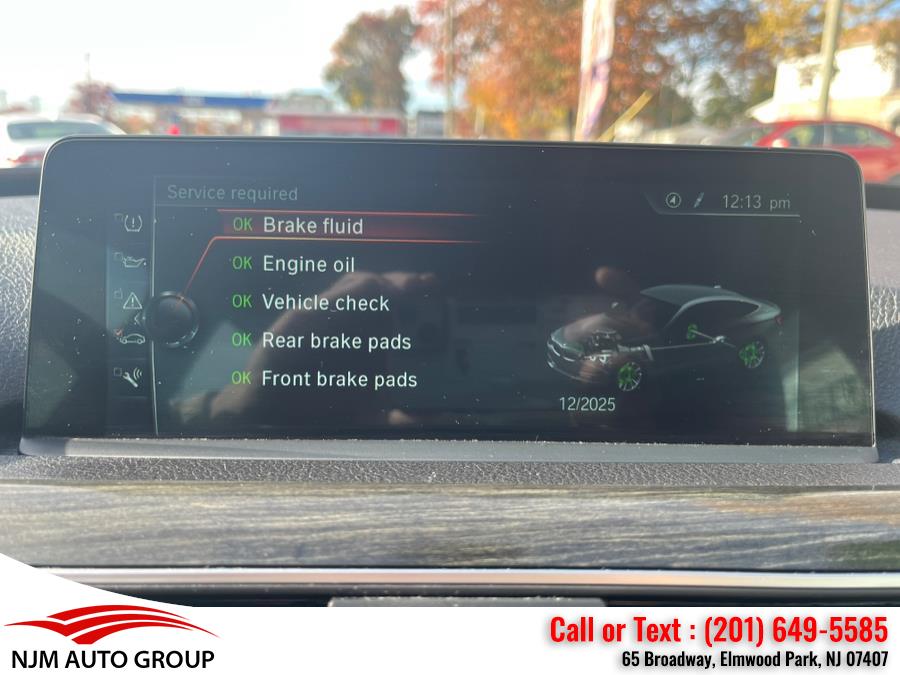 Service required
12:13 pm
OK Brake fluid
OK Engine oil
OK Vehicle check
OK Rear brake pads
OK Front brake pads
12/2025
Call or Text : (201) 649-5585
65 Broadway, Elmwood Park, NJ 07407
NJM AUTO GROUP